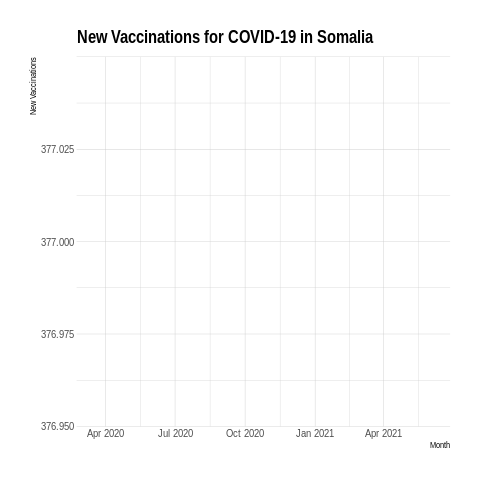 New Vaccinations for COVID-19 in Somalia
New Vaccinations
377.025
377.000
376.975
376.950
Apr 2020
Jul 2020
Oct 2020
Jan 2021
Apr 2021
Month